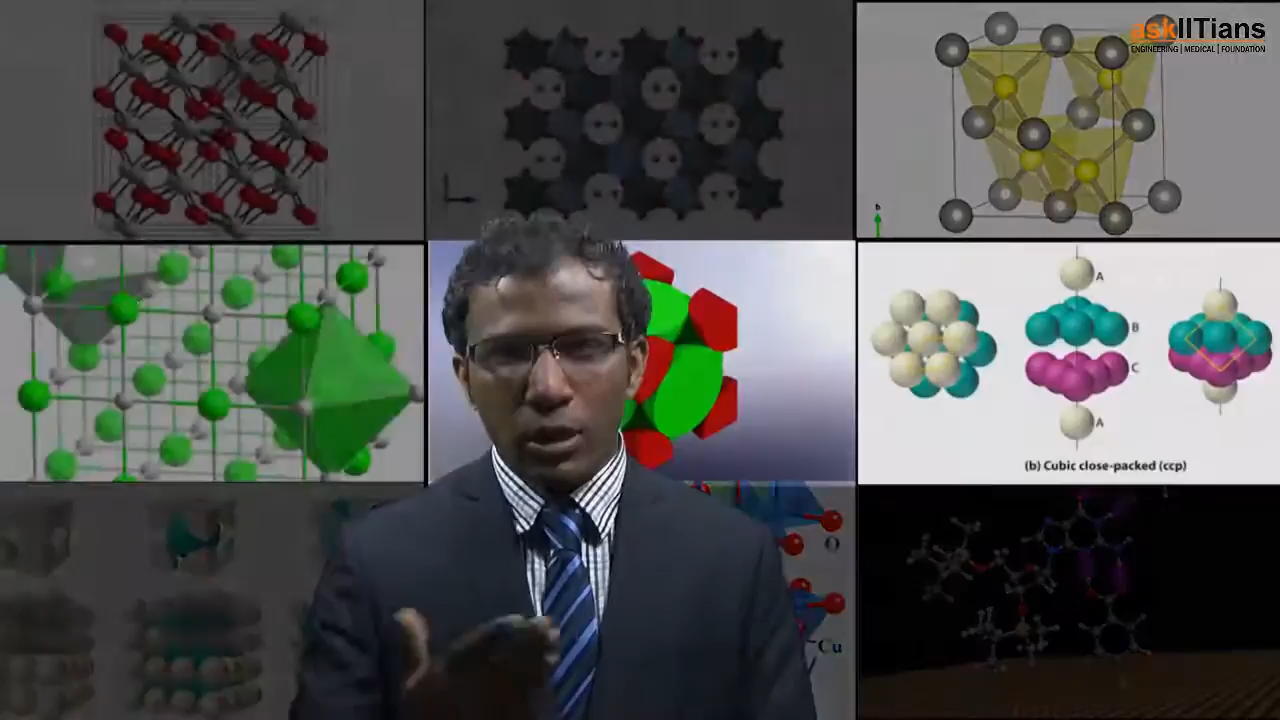 askIITians
ENGINEERING | MEDICAL | FOUNDATION
b
A
B
C
A
(b) Cubic close-packed (ccp)
O
Cu